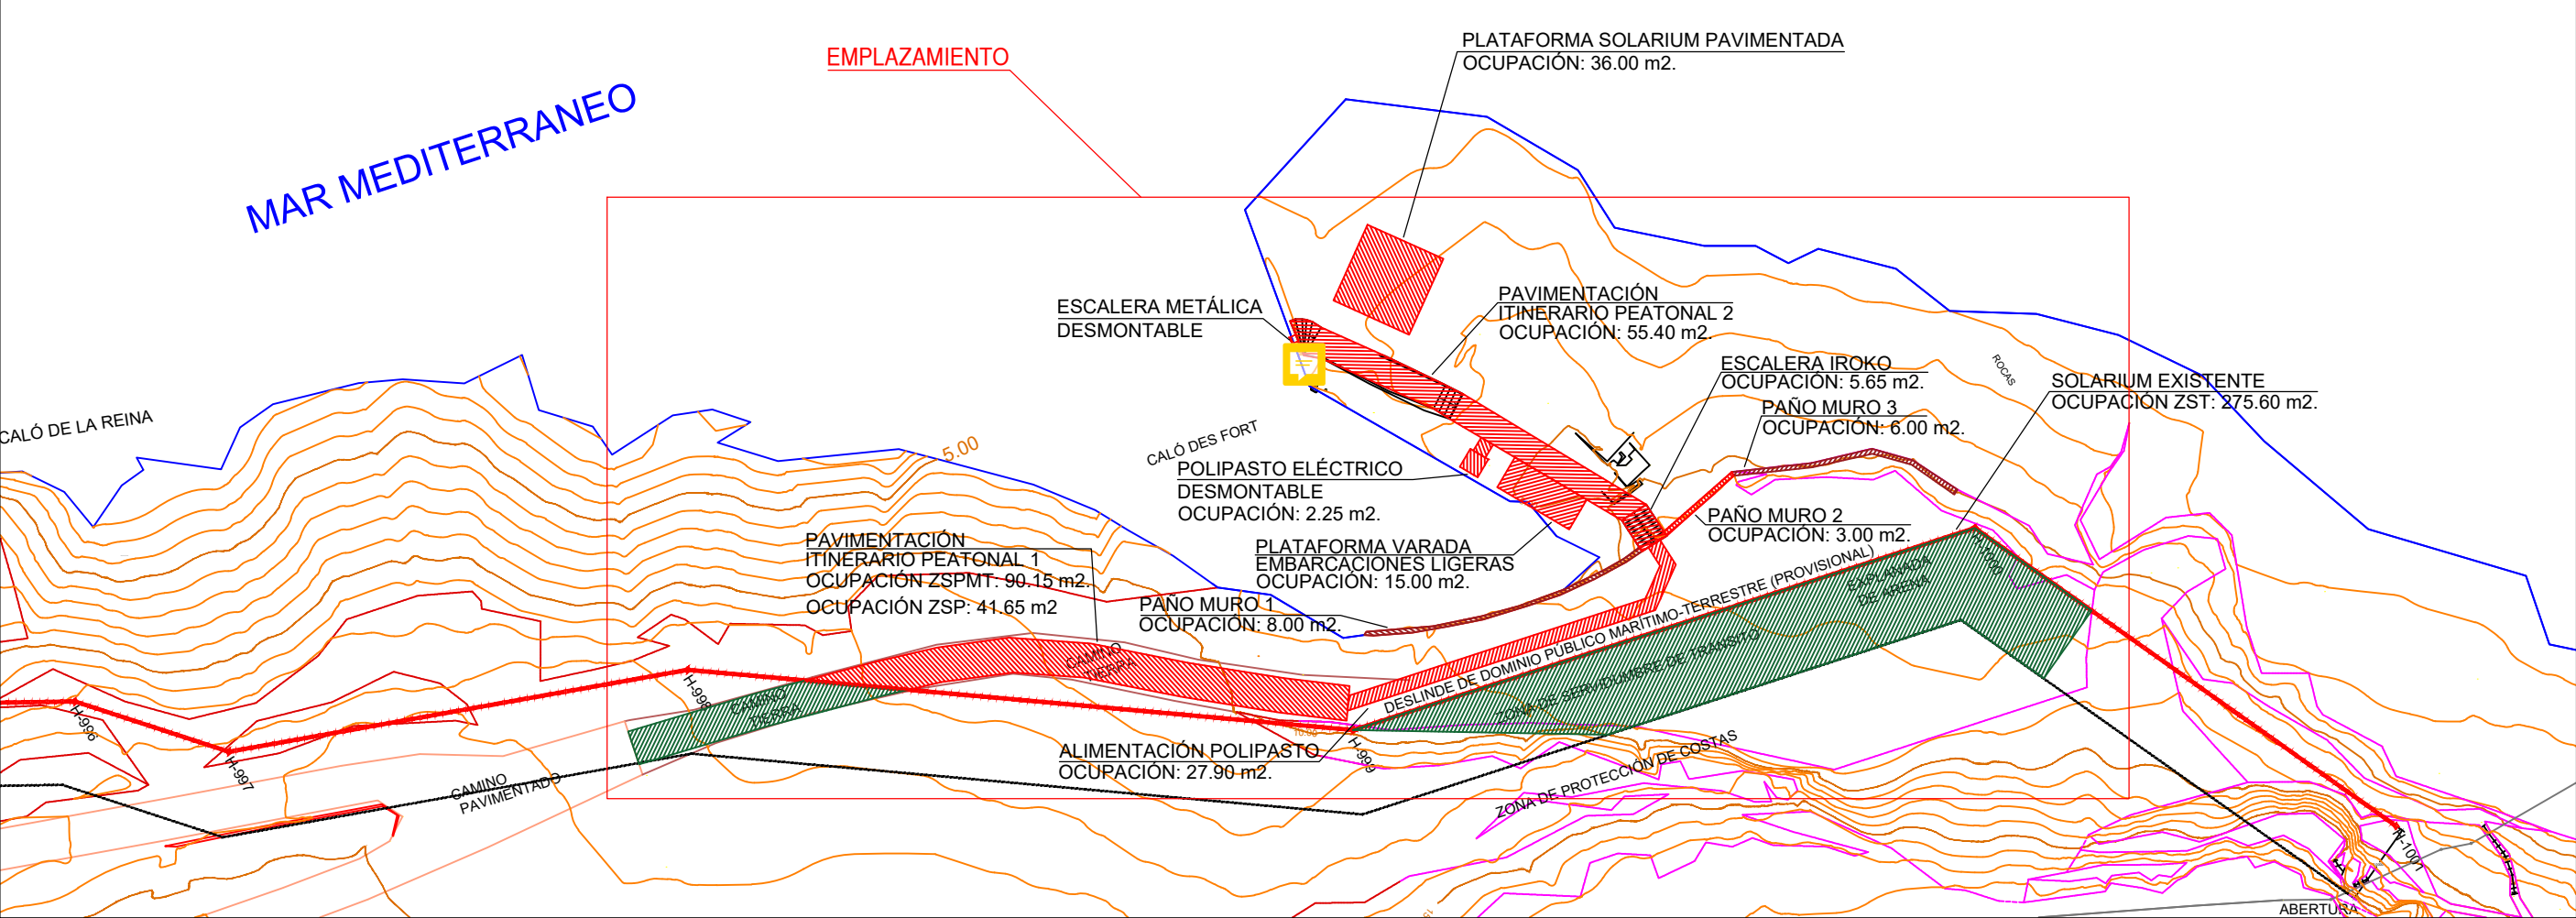 PLATAFORMA SOLARIUM PAVIMENTADA
OCUPACIÓN: 36.00 m2.
EMPLAZAMIENTO
MAR MEDITERRANEO
ESCALERA METÁLICA
DESMONTABLE
PAVIMENTACIÓN
ITINERARIO PEATONAL 2
OCUPACIÓN: 55.40 m2.
ESCALERA IROKO
OCUPACIÓN: 5.65 m2.
ROCAS
SOLARIUM EXISTENTE
OCUPACIÓN ZST: 275.60 m2.
PAÑO MURO 3
OCUPACIÓN: 6.00 m2.
CALÓ DE LA REINA
5.00
CALÓ DES FORT
POLIPASTO ELÉCTRICO
DESMONTABLE
OCUPACIÓN: 2.25 m2.
PAÑO MURO 2
OCUPACIÓN: 3.00 m2.
PAVIMENTACIÓN
ITINERARIO PEATONAL 1
OCUPACIÓN ZSPMT: 90.15 m2.
OCUPACIÓN ZSP: 41.65 m2
PLATAFORMA VARADA
EMBARCACIONES LIGERAS
OCUPACIÓN: 15.00 m2.
PAÑO MURO 1
OCUPACIÓN: 8.00 m2.
H-1000
EXPLANADA
DE ARENA
DESLINDE DE DOMINIO PÚBLICO MARÍTIMO-TERRESTRE (PROVISIONAL)
ZONA DE SERVIDUMBRE DE TRÁNSITO
CAMINO
TIERRA
H-998
CAMINO
TIERRA
H-996
H-997
H-999
ALIMENTACIÓN POLIPASTO
OCUPACIÓN: 27.90 m2.
ZONA DE PROTECCIÓN DE COSTAS
CAMINO
PAVIMENTADO
H-1001
ABERTURA